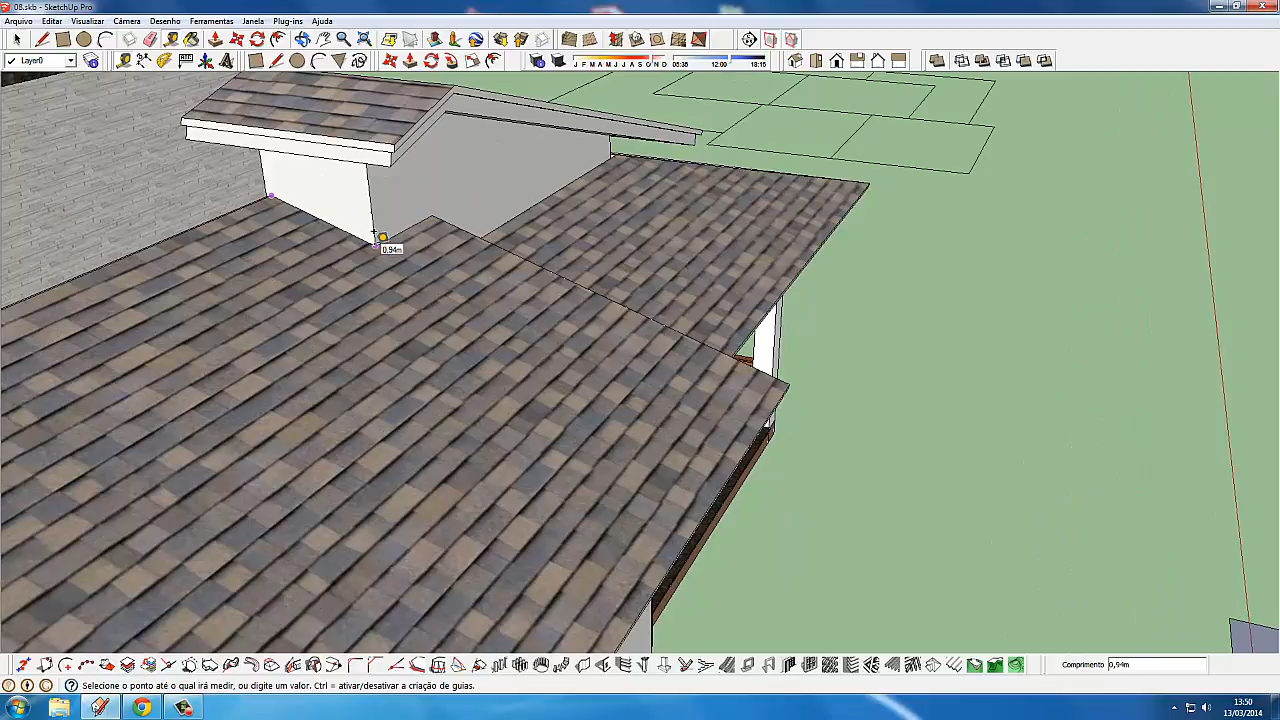 08.skb - SketchUp Pro
Arquivo Editar Visualizar Câmera Desenho Ferramentas Janela Plug-ins Ajuda
Layer0
J F M A M J J A S O N D 06:36 12:00 18:15
0.94m
Comprimento 0,94m
Selecione o ponto até o qual irá medir, ou digite um valor. Ctrl = ativar/desativar a criação de guias.
13:50
13/03/2014